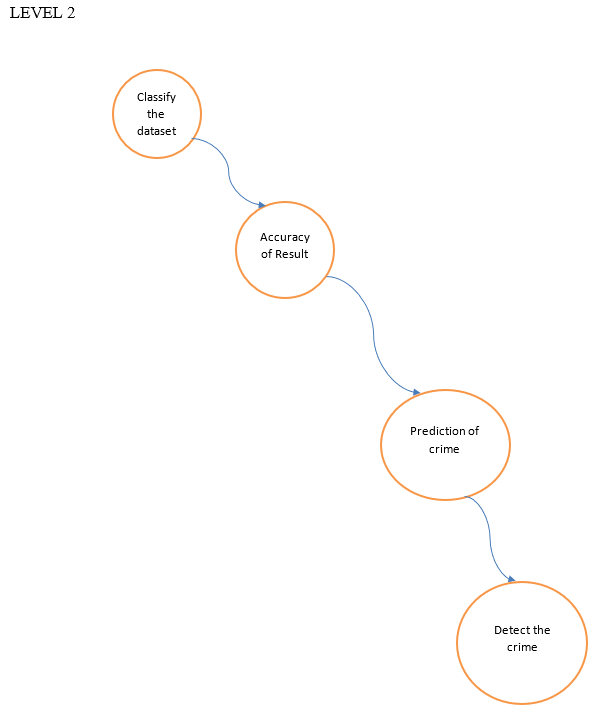 LEVEL 2
Classify
the
dataset
Accuracy
of Result
Prediction of
crime
Detect the
crime